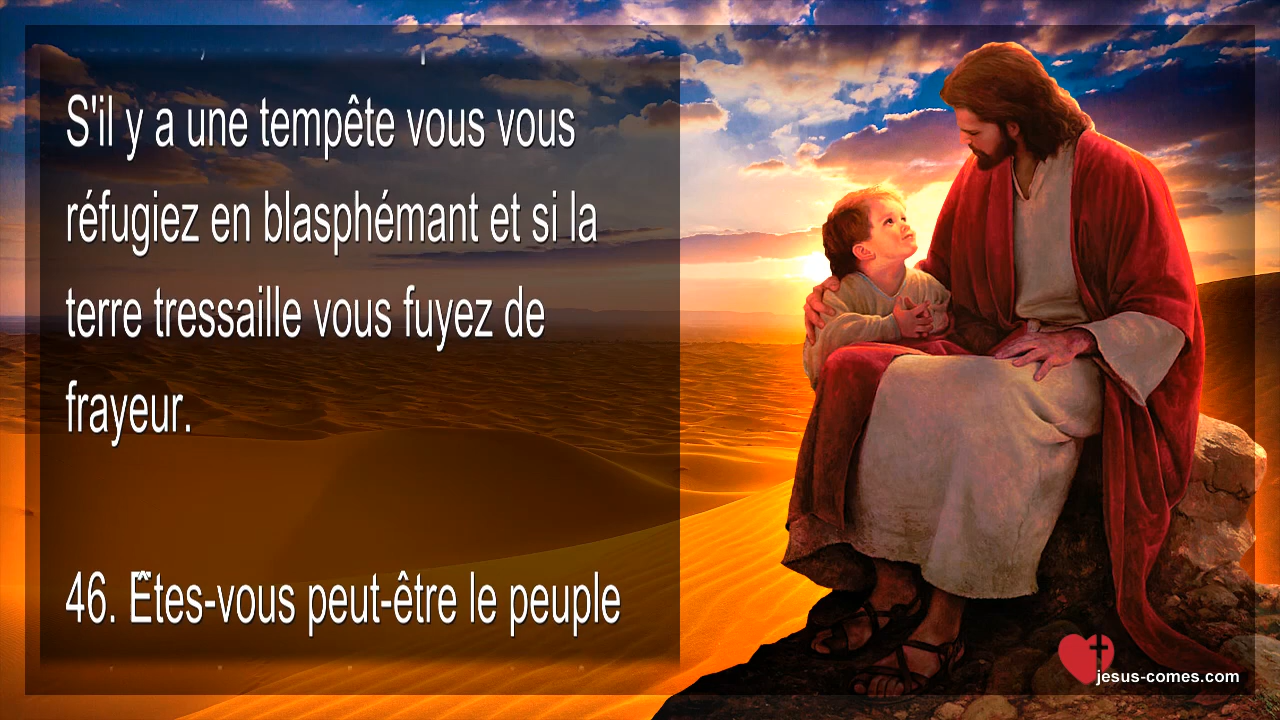 S'il y a une tempête vous vous
réfugiez en blasphémant et si la
terre tressaille vous fuyez de
frayeur.
46. Êtes-vous peut-être le peuple
jesus-comes.com